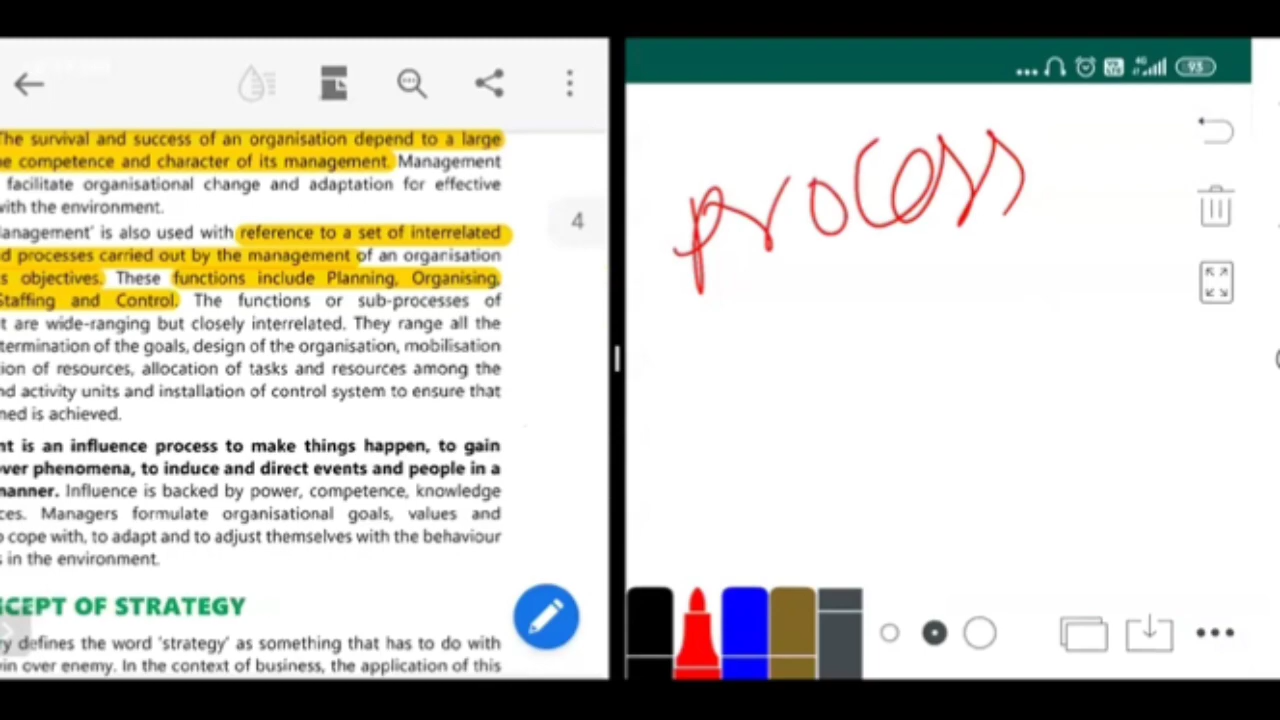 The survival and success of an organisation depend to a large
competence and character of its management. Management
facilitate organisational change and adaptation for effective
with the environment.
4
anagement' is also used with reference to a set of interrelated
processes carried out by the management of an organisation
objectives. These functions include Planning, Organising,
Staffing and Control. The functions or sub-processes of
are wide-ranging but closely interrelated. They range all the
termination of the goals, design of the organisation, mobilisation
ion of resources, allocation of tasks and resources among the
nd activity units and installation of control system to ensure that
ned is achieved.
nt is an influence process to make things happen, to gain
over phenomena, to induce and direct events and people in a
manner. Influence is backed by power, competence, knowledge
ces. Managers formulate organisational goals, values and
cope with, to adapt and to adjust themselves with the behaviour
s in the environment.
CEPT OF STRATEGY
ry defines the word 'strategy' as something that has to do with
in over enemy. In the context of business, the application of this
93
process